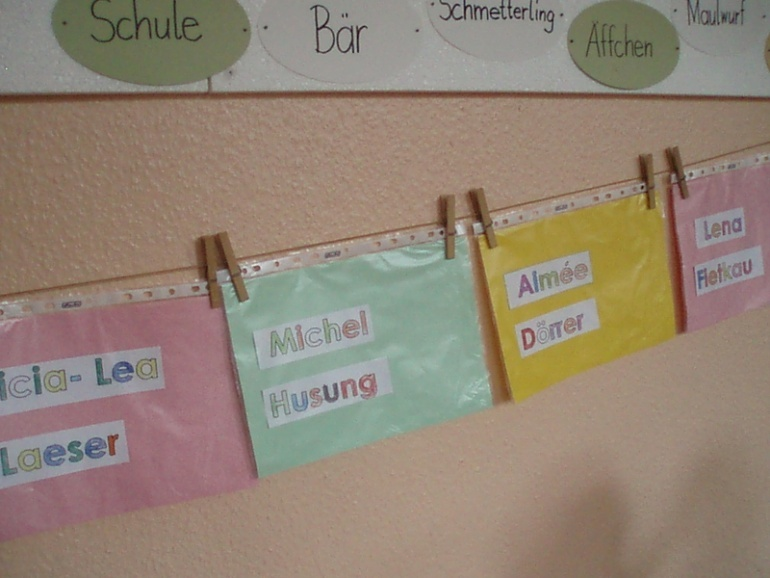 Schule
Bär
Schmetterling
Äffchen
Maulwurf
icia-Lea
Laeser
Michel
Husung
Aimée
Dörrer
Lena
Fletkau